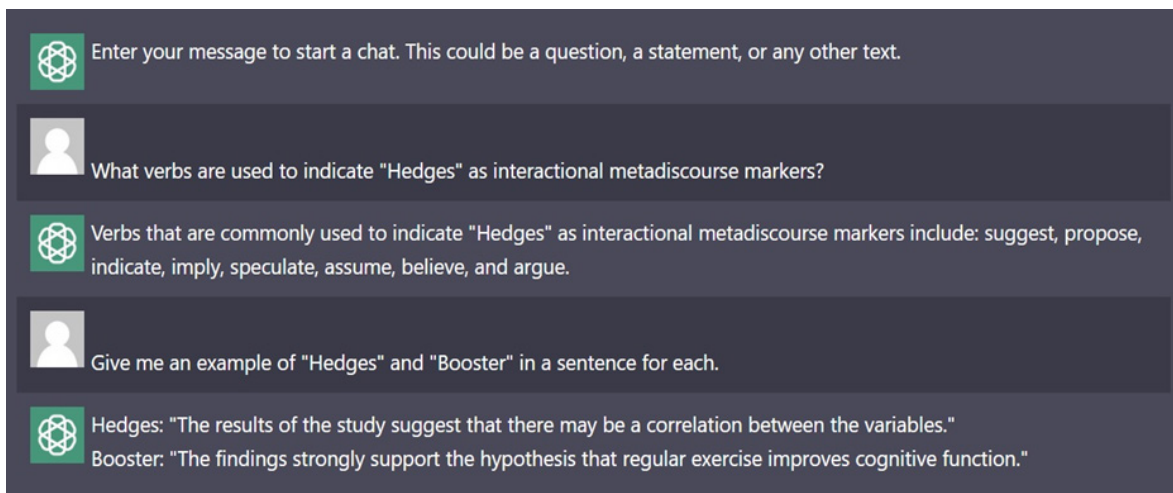 Enter your message to start a chat. This could be a question, a statement, or any other text.
What verbs are used to indicate "Hedges" as interactional metadiscourse markers?
Verbs that are commonly used to indicate "Hedges" as interactional metadiscourse markers include: suggest, propose,
indicate, imply, speculate, assume, believe, and argue.
Give me an example of "Hedges" and "Booster" in a sentence for each.
Hedges: "The results of the study suggest that there may be a correlation between the variables."
Booster: "The findings strongly support the hypothesis that regular exercise improves cognitive function."